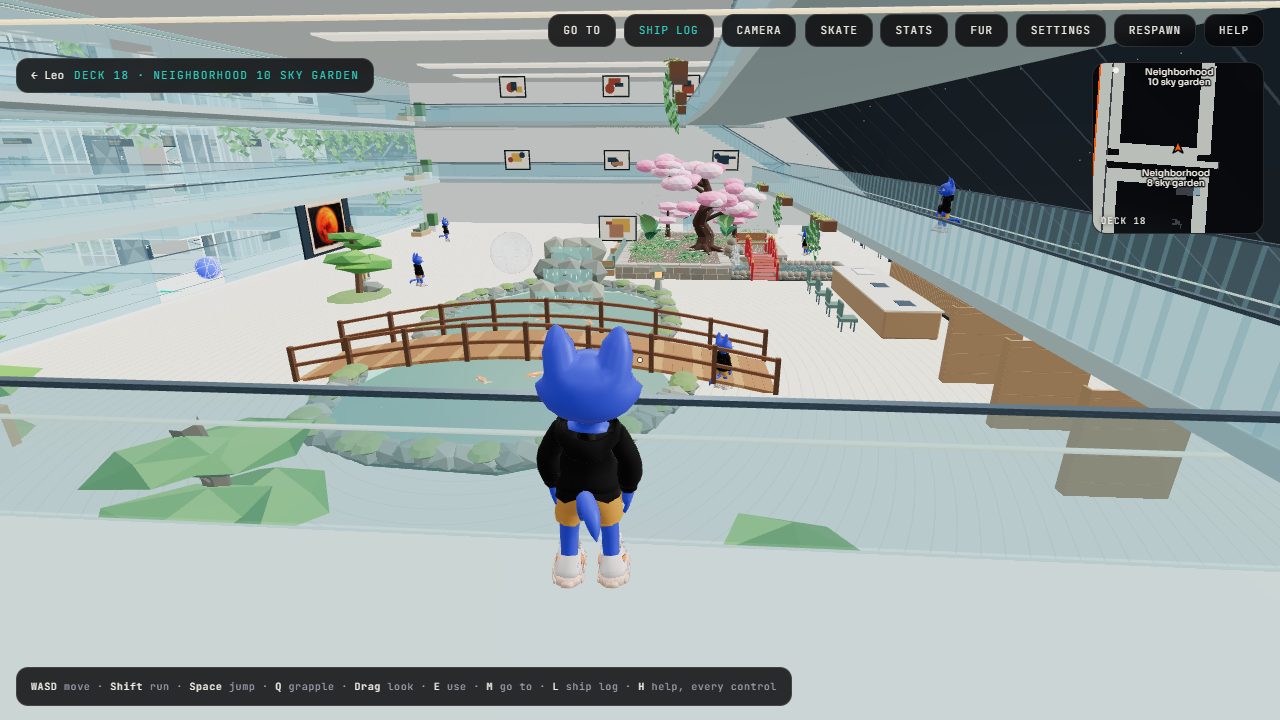 GO TO
SHIP LOG
CAMERA
SKATE
STATS
FUR
SETTINGS
RESPAWN
HELP
← Leo DECK 18 · NEIGHBORHOOD 10 SKY GARDEN
Neighborhood
10 sky garden
Neighborhood
8 sky garden
DECK 18
WASD move · Shift run · Space jump · Q grapple · Drag look · E use · M go to · L ship log · H help, every control